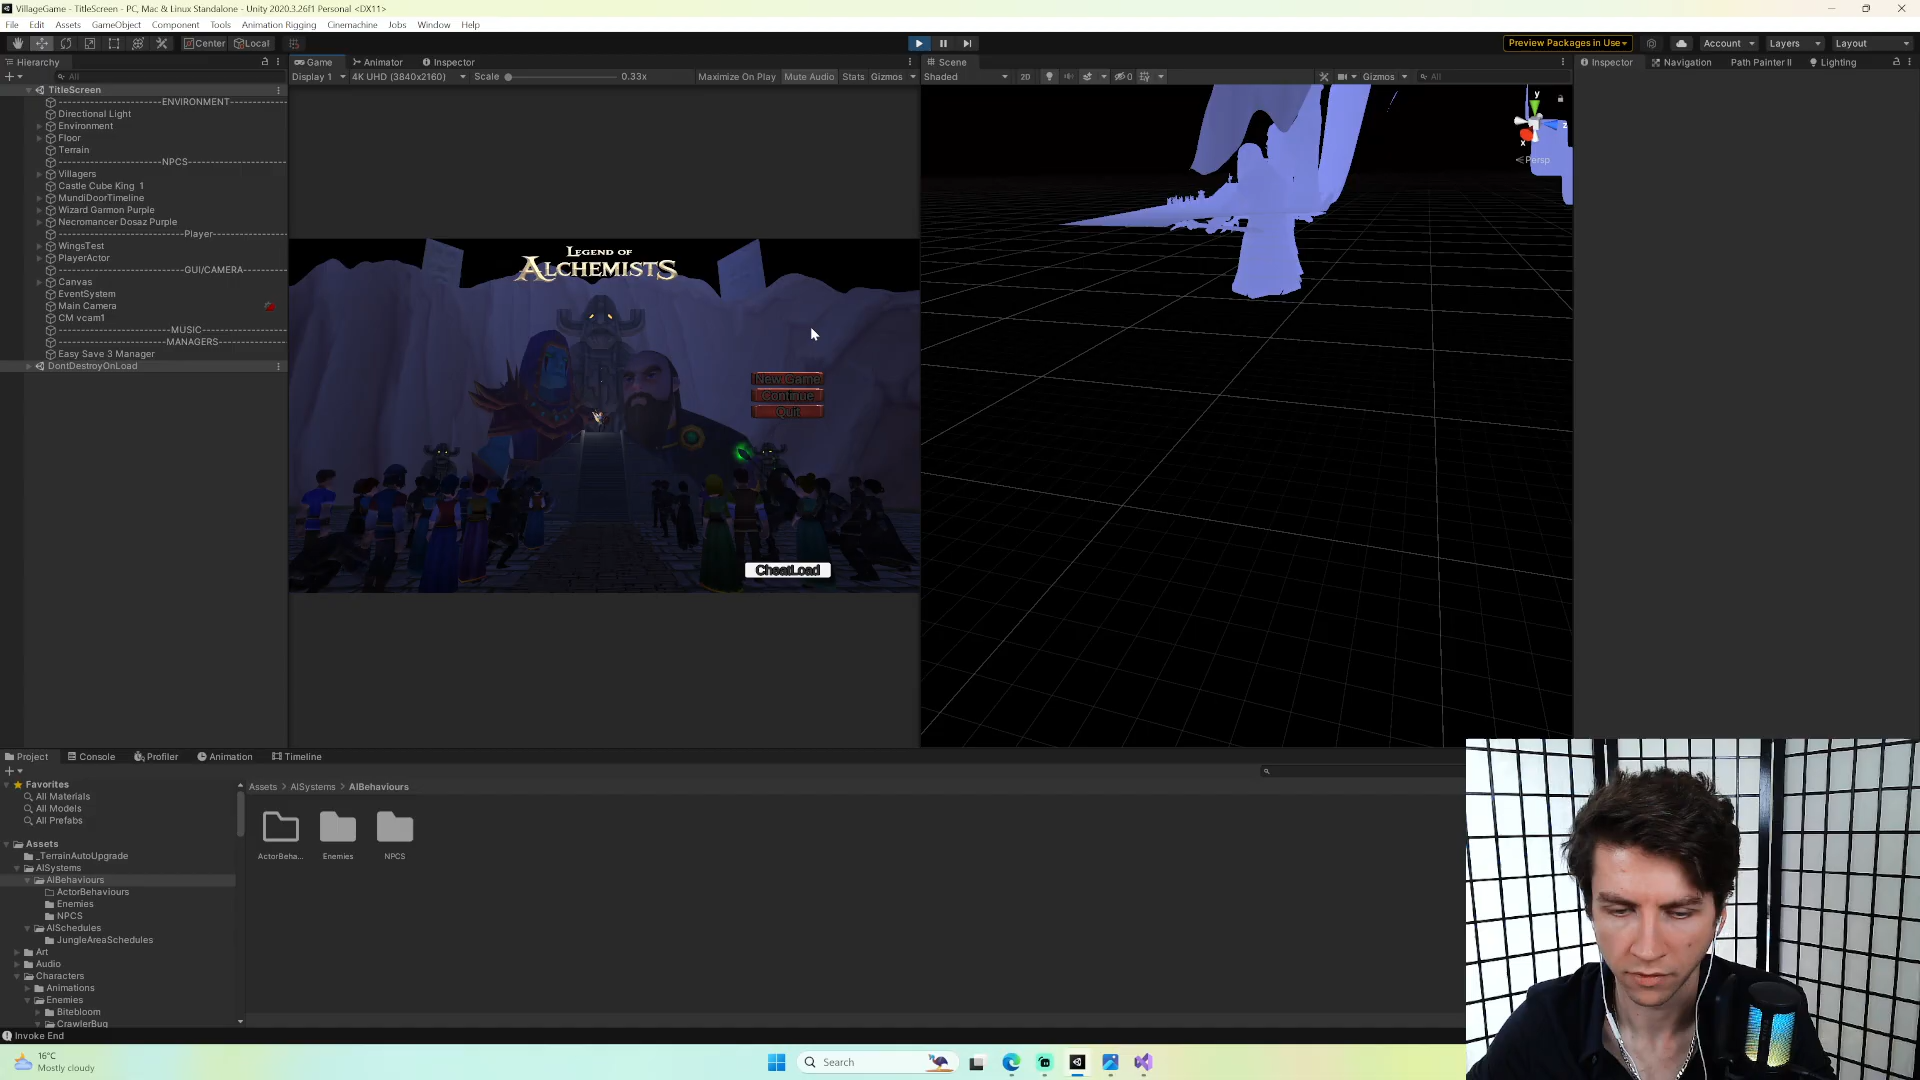 VillageGame - TitleScreen - PC, Mac & Linux Standalone - Unity 2020.3.26f1 Personal <DX11>
File Edit Assets GameObject Component Tools Animation Rigging Cinemachine Jobs Window Help
Center Local
Preview Packages in Use
Account
Layers
Layout
Hierarchy
All
TitleScreen
ENVIRONMENT
Directional Light
Environment
Floor
Terrain
NPCS
Villagers
Castle Cube King 1
MundiDoorTimeline
Wizard Garmon Purple
Necromancer Dosaz Purple
Player
WingsTest
PlayerActor
GUI/CAMERA
Canvas
EventSystem
Main Camera
CM vcam1
MUSIC
MANAGERS
Easy Save 3 Manager
DontDestroyOnLoad
Game Animator Inspector
Display 1 4K UHD (3840x2160) Scale 0.33x Maximize On Play Mute Audio Stats Gizmos
LEGEND OF
ALCHEMISTS
New Game
Continue
Quit
CheatLoad
Scene
Shaded 2D 0 Gizmos All
y
z
x
Persp
Inspector Navigation Path Painter II Lighting
Project Console Profiler Animation Timeline
Favorites
All Materials
All Models
All Prefabs
Assets
_TerrainAutoUpgrade
AISystems
AIBehaviours
ActorBehaviours
Enemies
NPCS
AISchedules
JungleAreaSchedules
Art
Audio
Characters
Animations
Enemies
Bitebloom
CrawlerBug
Assets > AISystems > AIBehaviours
ActorBeha... Enemies NPCS
Invoke End
16°C
Mostly cloudy
Search